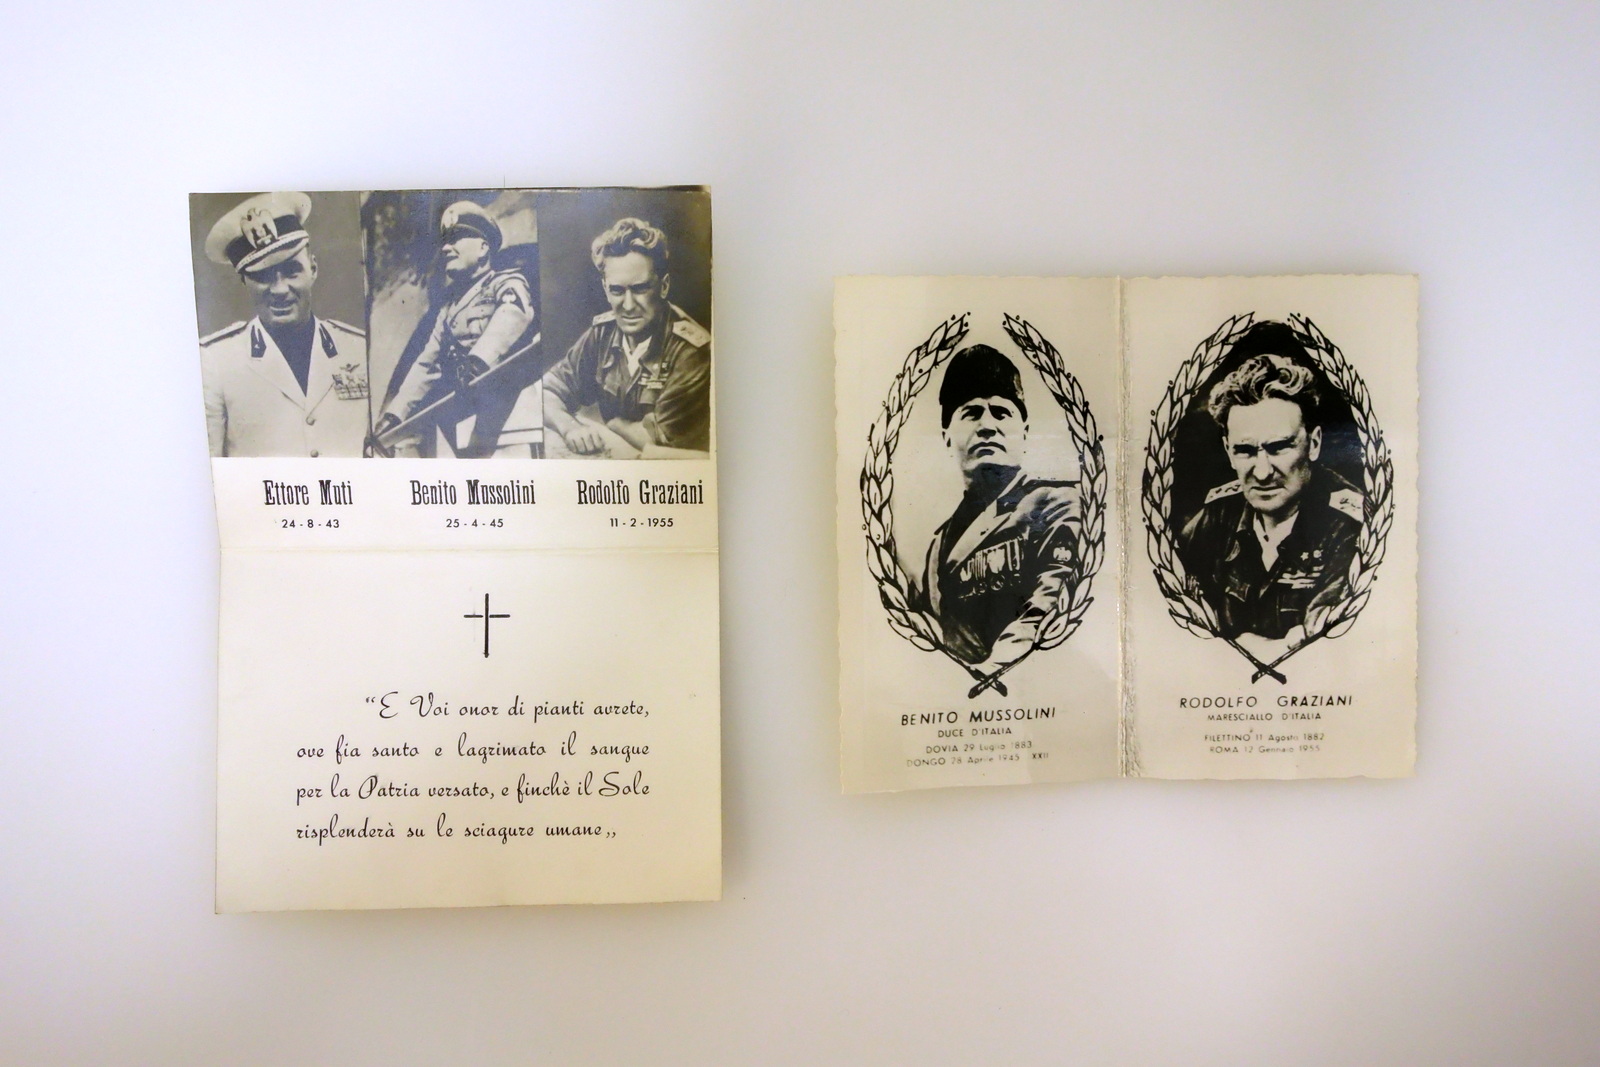 Ettore Muti
24-8-43
Benito Mussolini
25-4-45
Rodolfo Graziani
11-2-1955
“E Voi onor di pianti avrete,
ove fia santo e lagrimato il sangue
per la Patria versato, e finchè il Sole
risplenderà su le sciagure umane„
BENITO MUSSOLINI
DUCE D'ITALIA
DOVIA 29 Luglio 1883
DONGO 28 Aprile 1945 XXII
RODOLFO GRAZIANI
MARESCIALLO D'ITALIA
FILETTINO 11 Agosto 1882
ROMA 12 Gennaio 1955